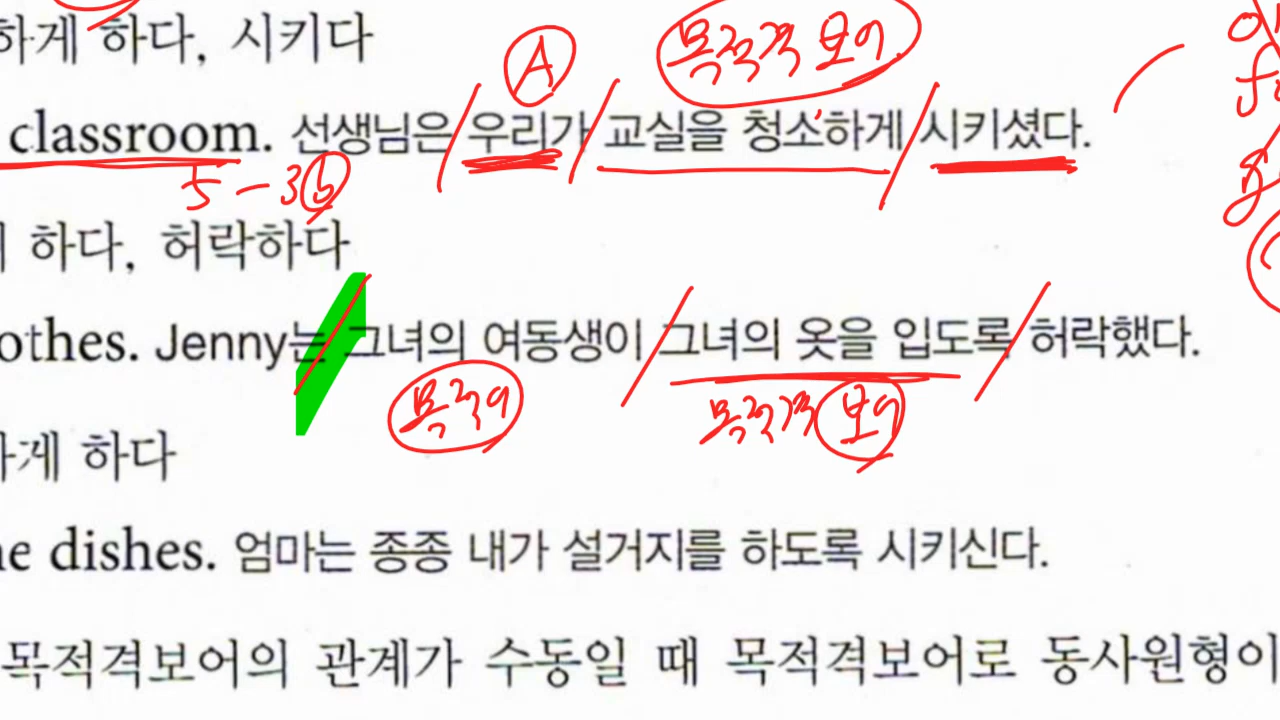 하게 하다, 시키다
A 목적격 보어
classroom. 선생님은 우리가 교실을 청소하게 시키셨다.
5-3 b
하다, 허락하다
othes. Jenny는 그녀의 여동생이 그녀의 옷을 입도록 허락했다.
목적어 목적격 보어
하게 하다
he dishes. 엄마는 종종 내가 설거지를 하도록 시키신다.
목적격보어의 관계가 수동일 때 목적격보어로 동사원형이